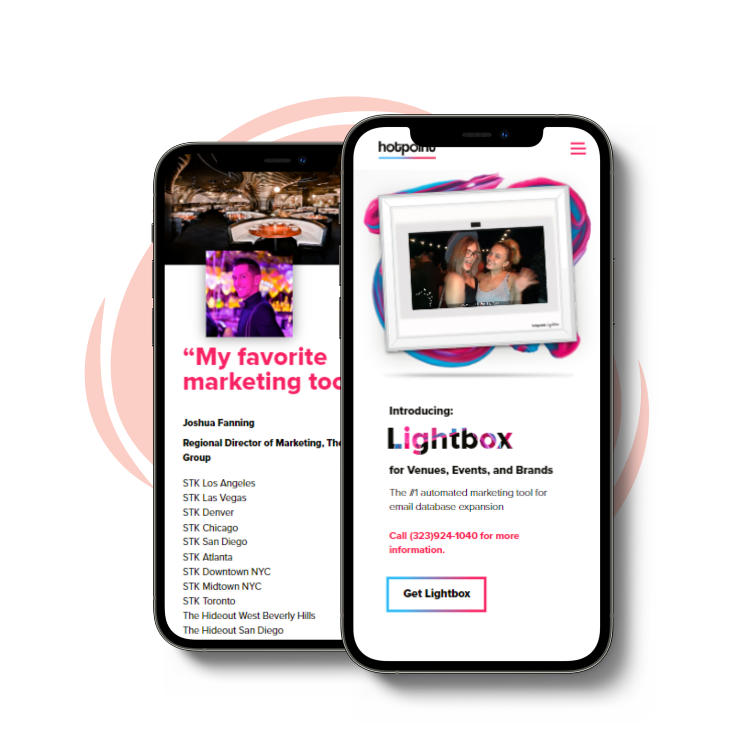 “My favorite
marketing too
Joshua Fanning
Regional Director of Marketing, The
Group
STK Los Angeles
STK Las Vegas
STK Denver
STK Chicago
STK San Diego
STK Atlanta
STK Downtown NYC
STK Midtown NYC
STK Toronto
The Hideout West Beverly Hills
The Hideout San Diego
hotpoint
hotpoint Lightbox
Introducing:
Lightbox
for Venues, Events, and Brands
The #1 automated marketing tool for
email database expansion
Call (323)924-1040 for more
information.
Get Lightbox